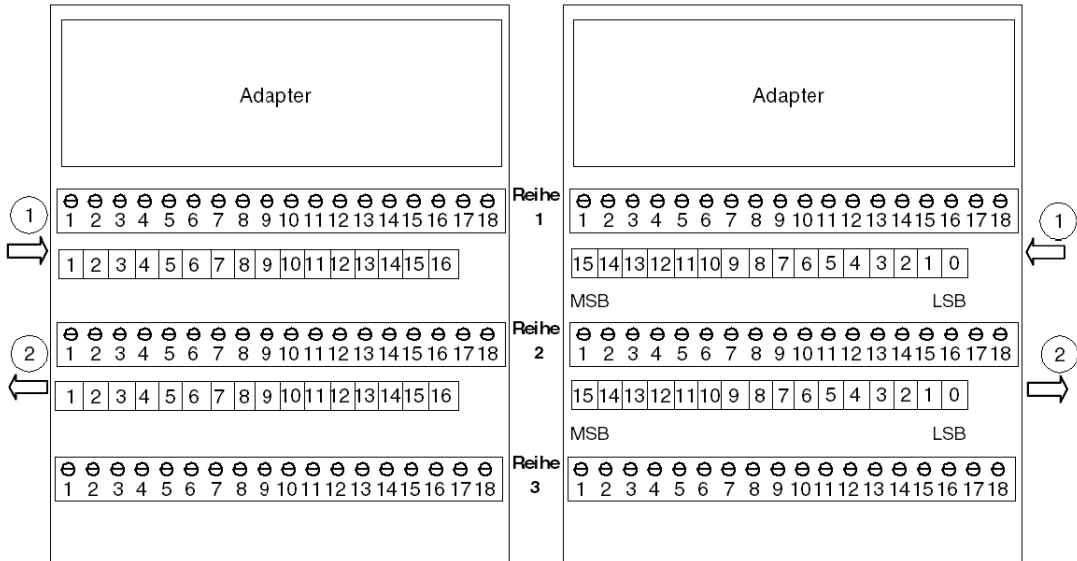 Adapter Adapter
1 Reihe 1
1 2 3 4 5 6 7 8 9 10 11 12 13 14 15 16 17 18 1 2 3 4 5 6 7 8 9 10 11 12 13 14 15 16 17 18
1 2 3 4 5 6 7 8 9 10 11 12 13 14 15 16 15 14 13 12 11 10 9 8 7 6 5 4 3 2 1 0
1
MSB LSB
2 Reihe 2
1 2 3 4 5 6 7 8 9 10 11 12 13 14 15 16 17 18 1 2 3 4 5 6 7 8 9 10 11 12 13 14 15 16 17 18
1 2 3 4 5 6 7 8 9 10 11 12 13 14 15 16 15 14 13 12 11 10 9 8 7 6 5 4 3 2 1 0
2
MSB LSB
Reihe 3
1 2 3 4 5 6 7 8 9 10 11 12 13 14 15 16 17 18 1 2 3 4 5 6 7 8 9 10 11 12 13 14 15 16 17 18